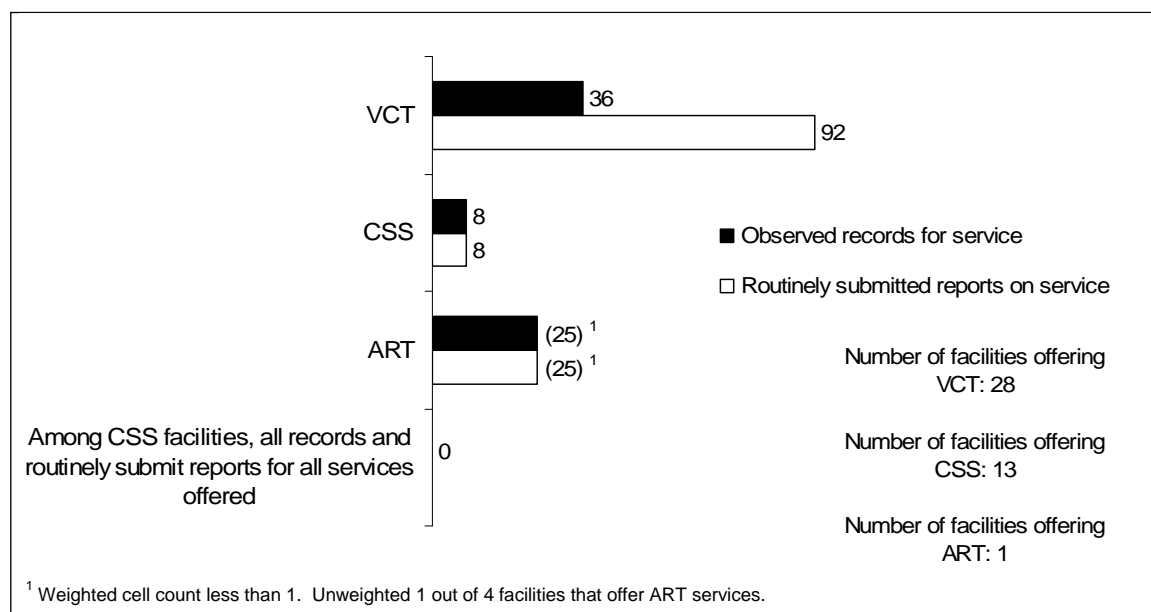 VCT
36
92
CSS
8
8
ART
(25) 1
(25) 1
Among CSS facilities, all records and
routinely submit reports for all services
offered
0
Observed records for service
Routinely submitted reports on service
Number of facilities offering
VCT: 28
Number of facilities offering
CSS: 13
Number of facilities offering
ART: 1
1 Weighted cell count less than 1. Unweighted 1 out of 4 facilities that offer ART services.